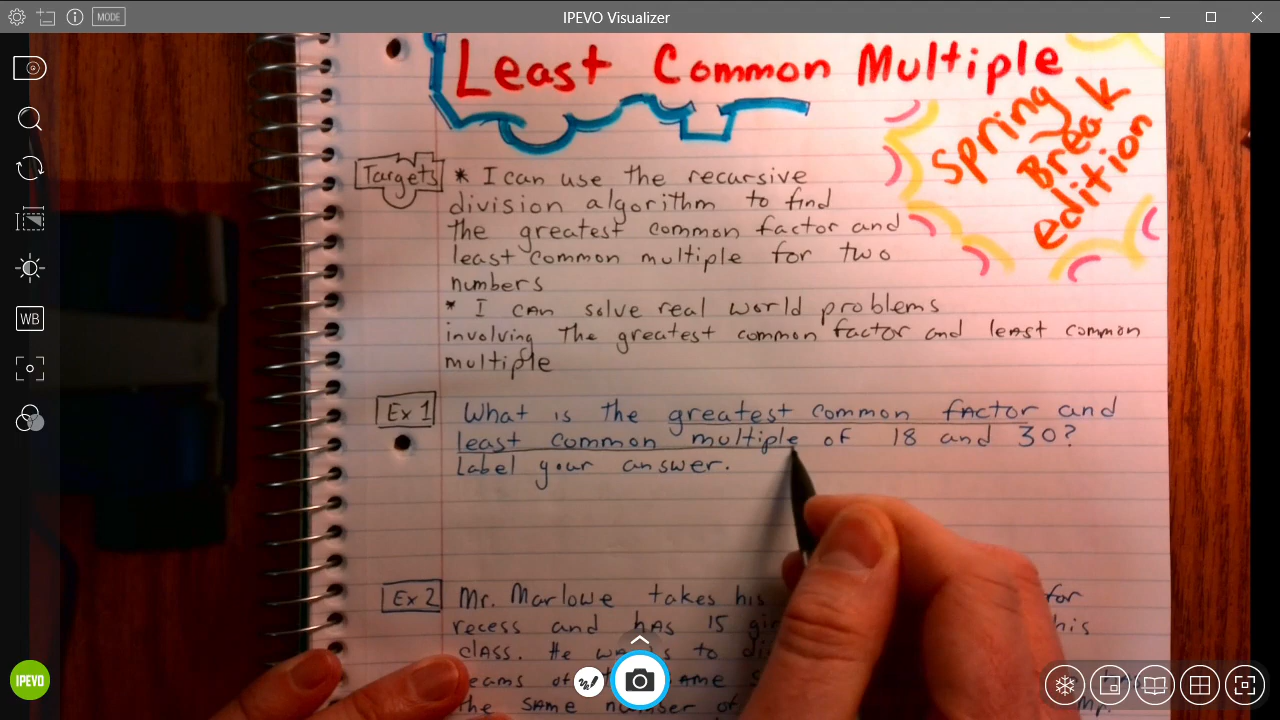 IPEVO Visualizer
MODE
WB
IPEVO
Least Common Multiple
Spring
Break
edition
Targets
* I can use the recursive
division algorithm to find
the greatest common factor and
least common multiple for two
numbers
* I can solve real world problems
involving the greatest common factor and least common
multiple
Ex 1
What is the greatest common factor and
least common multiple of 18 and 30?
Label your answer.
Ex 2
Mr. Marlowe takes his for
recess and has 15 his
class. He to
the same number of Mr.